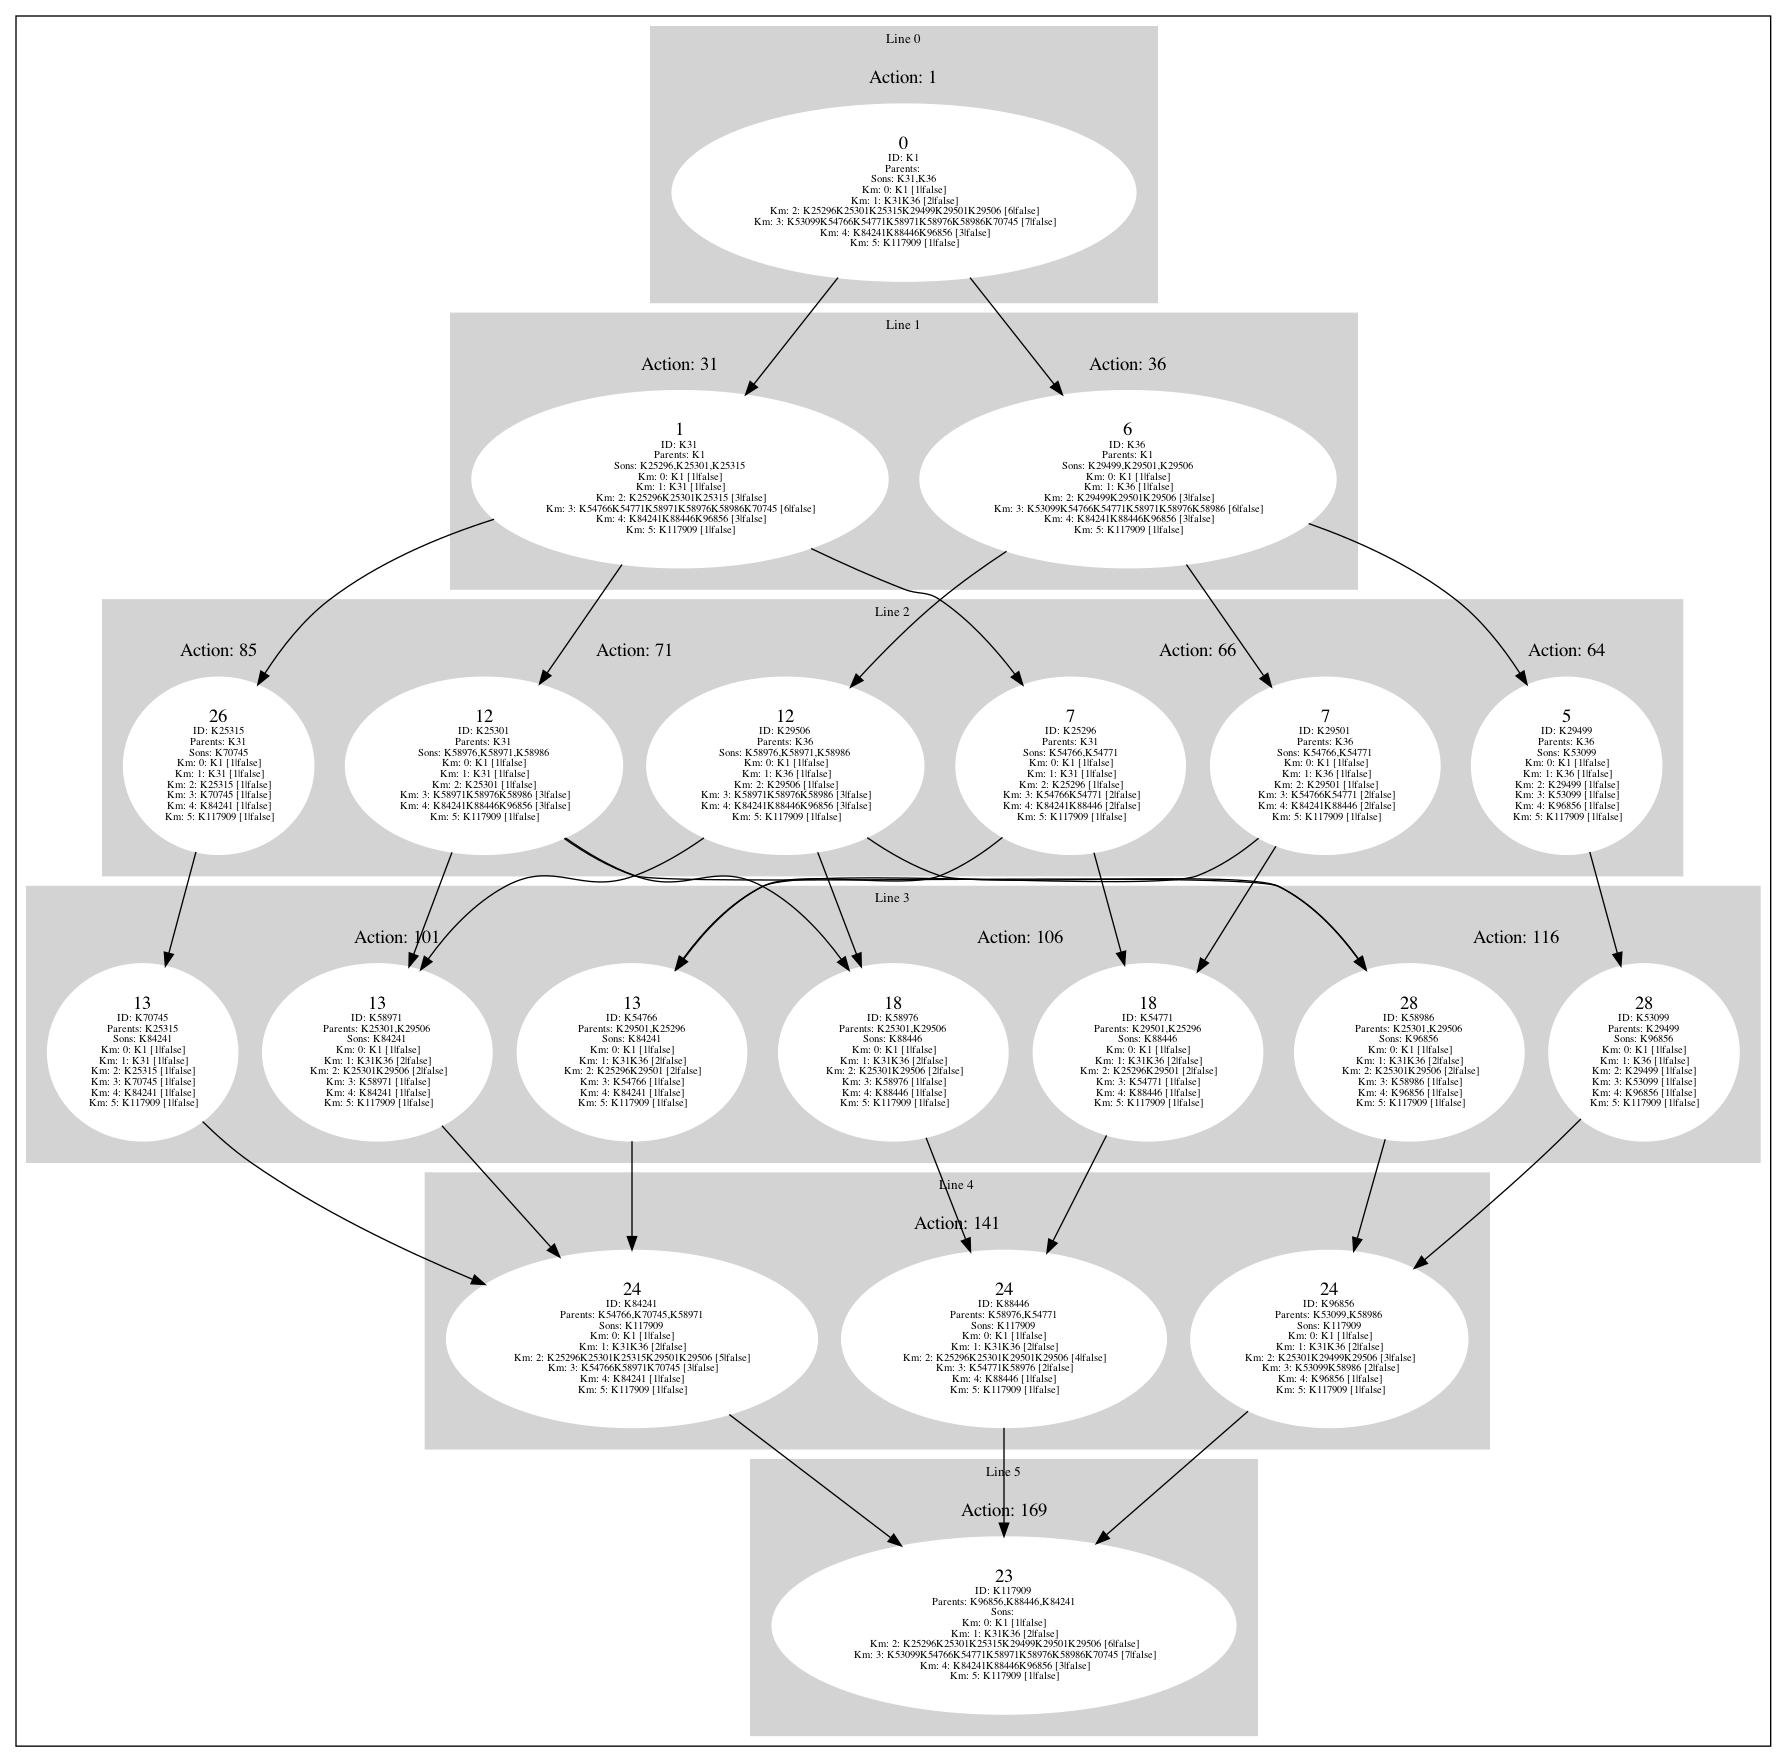 Line 0
Action: 1
0
ID: K1
Parents:
Sons: K31,K36
Km: 0: K1 [1|false]
Km: 1: K31K36 [2|false]
Km: 2: K25296K25301K25315K29499K29501K29506 [6|false]
Km: 3: K53099K54766K54771K58971K58976K58986K70745 [7|false]
Km: 4: K84241K88446K96856 [3|false]
Km: 5: K117909 [1|false]
Line 1
Action: 31
1
ID: K31
Parents: K1
Sons: K25296,K25301,K25315
Km: 0: K1 [1|false]
Km: 1: K31 [1|false]
Km: 2: K25296K25301K25315 [3|false]
Km: 3: K54766K54771K58971K58976K58986K70745 [6|false]
Km: 4: K84241K88446K96856 [3|false]
Km: 5: K117909 [1|false]
Action: 36
6
ID: K36
Parents: K1
Sons: K29499,K29501,K29506
Km: 0: K1 [1|false]
Km: 1: K36 [1|false]
Km: 2: K29499K29501K29506 [3|false]
Km: 3: K53099K54766K54771K58971K58976K58986 [6|false]
Km: 4: K84241K88446K96856 [3|false]
Km: 5: K117909 [1|false]
Line 2
Action: 85
26
ID: K25315
Parents: K31
Sons: K70745
Km: 0: K1 [1|false]
Km: 1: K31 [1|false]
Km: 2: K25315 [1|false]
Km: 3: K70745 [1|false]
Km: 4: K84241 [1|false]
Km: 5: K117909 [1|false]
Action: 71
12
ID: K25301
Parents: K31
Sons: K58976,K58971,K58986
Km: 0: K1 [1|false]
Km: 1: K31 [1|false]
Km: 2: K25301 [1|false]
Km: 3: K58971K58976K58986 [3|false]
Km: 4: K84241K88446K96856 [3|false]
Km: 5: K117909 [1|false]
12
ID: K29506
Parents: K36
Sons: K58976,K58971,K58986
Km: 0: K1 [1|false]
Km: 1: K36 [1|false]
Km: 2: K29506 [1|false]
Km: 3: K58971K58976K58986 [3|false]
Km: 4: K84241K88446K96856 [3|false]
Km: 5: K117909 [1|false]
Action: 66
7
ID: K25296
Parents: K31
Sons: K54766,K54771
Km: 0: K1 [1|false]
Km: 1: K31 [1|false]
Km: 2: K25296 [1|false]
Km: 3: K54766K54771 [2|false]
Km: 4: K84241K88446 [2|false]
Km: 5: K117909 [1|false]
7
ID: K29501
Parents: K36
Sons: K54766,K54771
Km: 0: K1 [1|false]
Km: 1: K36 [1|false]
Km: 2: K29501 [1|false]
Km: 3: K54766K54771 [2|false]
Km: 4: K84241K88446 [2|false]
Km: 5: K117909 [1|false]
Action: 64
5
ID: K29499
Parents: K36
Sons: K53099
Km: 0: K1 [1|false]
Km: 1: K36 [1|false]
Km: 2: K29499 [1|false]
Km: 3: K53099 [1|false]
Km: 4: K96856 [1|false]
Km: 5: K117909 [1|false]
Line 3
Action: 101
13
ID: K70745
Parents: K25315
Sons: K84241
Km: 0: K1 [1|false]
Km: 1: K31 [1|false]
Km: 2: K25315 [1|false]
Km: 3: K70745 [1|false]
Km: 4: K84241 [1|false]
Km: 5: K117909 [1|false]
13
ID: K58971
Parents: K25301,K29506
Sons: K84241
Km: 0: K1 [1|false]
Km: 1: K31K36 [2|false]
Km: 2: K25301K29506 [2|false]
Km: 3: K58971 [1|false]
Km: 4: K84241 [1|false]
Km: 5: K117909 [1|false]
13
ID: K54766
Parents: K29501,K25296
Sons: K84241
Km: 0: K1 [1|false]
Km: 1: K31K36 [2|false]
Km: 2: K25296K29501 [2|false]
Km: 3: K54766 [1|false]
Km: 4: K84241 [1|false]
Km: 5: K117909 [1|false]
Action: 106
18
ID: K58976
Parents: K25301,K29506
Sons: K88446
Km: 0: K1 [1|false]
Km: 1: K31K36 [2|false]
Km: 2: K25301K29506 [2|false]
Km: 3: K58976 [1|false]
Km: 4: K88446 [1|false]
Km: 5: K117909 [1|false]
18
ID: K54771
Parents: K29501,K25296
Sons: K88446
Km: 0: K1 [1|false]
Km: 1: K31K36 [2|false]
Km: 2: K25296K29501 [2|false]
Km: 3: K54771 [1|false]
Km: 4: K88446 [1|false]
Km: 5: K117909 [1|false]
Action: 116
28
ID: K58986
Parents: K25301,K29506
Sons: K96856
Km: 0: K1 [1|false]
Km: 1: K31K36 [2|false]
Km: 2: K25301K29506 [2|false]
Km: 3: K58986 [1|false]
Km: 4: K96856 [1|false]
Km: 5: K117909 [1|false]
28
ID: K53099
Parents: K29499
Sons: K96856
Km: 0: K1 [1|false]
Km: 1: K36 [1|false]
Km: 2: K29499 [1|false]
Km: 3: K53099 [1|false]
Km: 4: K96856 [1|false]
Km: 5: K117909 [1|false]
Line 4
Action: 141
24
ID: K84241
Parents: K54766,K70745,K58971
Sons: K117909
Km: 0: K1 [1|false]
Km: 1: K31K36 [2|false]
Km: 2: K25296K25301K25315K29501K29506 [5|false]
Km: 3: K54766K58971K70745 [3|false]
Km: 4: K84241 [1|false]
Km: 5: K117909 [1|false]
24
ID: K88446
Parents: K58976,K54771
Sons: K117909
Km: 0: K1 [1|false]
Km: 1: K31K36 [2|false]
Km: 2: K25296K25301K29501K29506 [4|false]
Km: 3: K54771K58976 [2|false]
Km: 4: K88446 [1|false]
Km: 5: K117909 [1|false]
24
ID: K96856
Parents: K53099,K58986
Sons: K117909
Km: 0: K1 [1|false]
Km: 1: K31K36 [2|false]
Km: 2: K25301K29499K29506 [3|false]
Km: 3: K53099K58986 [2|false]
Km: 4: K96856 [1|false]
Km: 5: K117909 [1|false]
Line 5
Action: 169
23
ID: K117909
Parents: K96856,K88446,K84241
Sons:
Km: 0: K1 [1|false]
Km: 1: K31K36 [2|false]
Km: 2: K25296K25301K25315K29499K29501K29506 [6|false]
Km: 3: K53099K54766K54771K58971K58976K58986K70745 [7|false]
Km: 4: K84241K88446K96856 [3|false]
Km: 5: K117909 [1|false]